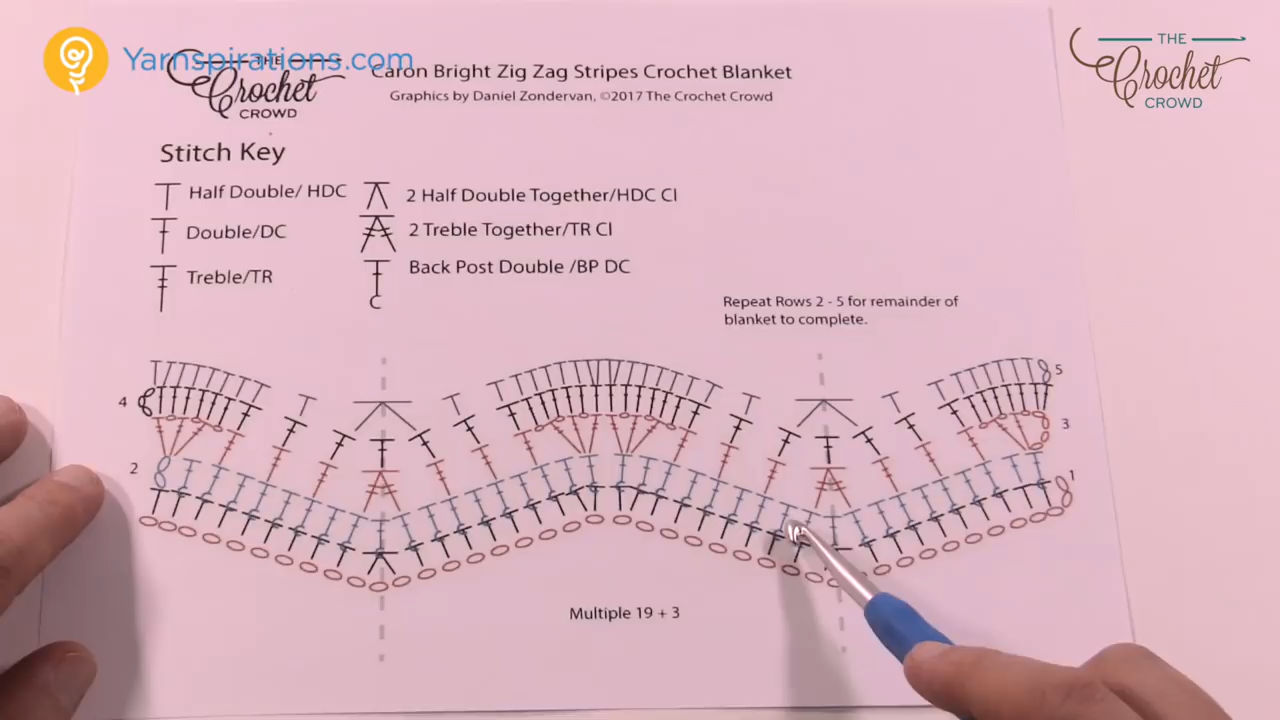 Yarnspirations.com
THE
Crochet
CROWD
THE
Crochet
CROWD
Caron Bright Zig Zag Stripes Crochet Blanket
Graphics by Daniel Zondervan, ©2017 The Crochet Crowd
Stitch Key
Half Double/ HDC
2 Half Double Together/HDC Cl
Double/DC
2 Treble Together/TR Cl
Treble/TR
Back Post Double /BP DC
Repeat Rows 2 - 5 for remainder of
blanket to complete.
5
4
3
2
1
Multiple 19 + 3